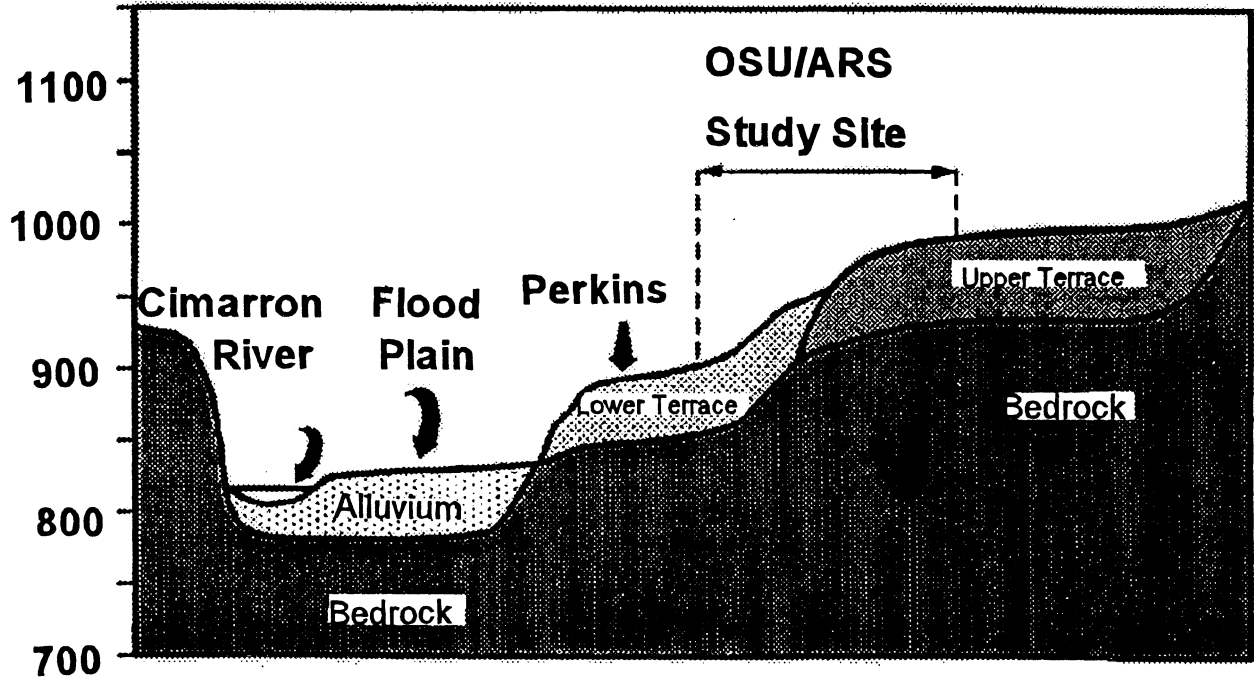 1100
1000
900
800
700
OSU/ARS
Study Site
Cimarron
River
Flood
Plain
Perkins
Upper Terrace
Lower Terrace
Bedrock
Alluvium
Bedrock